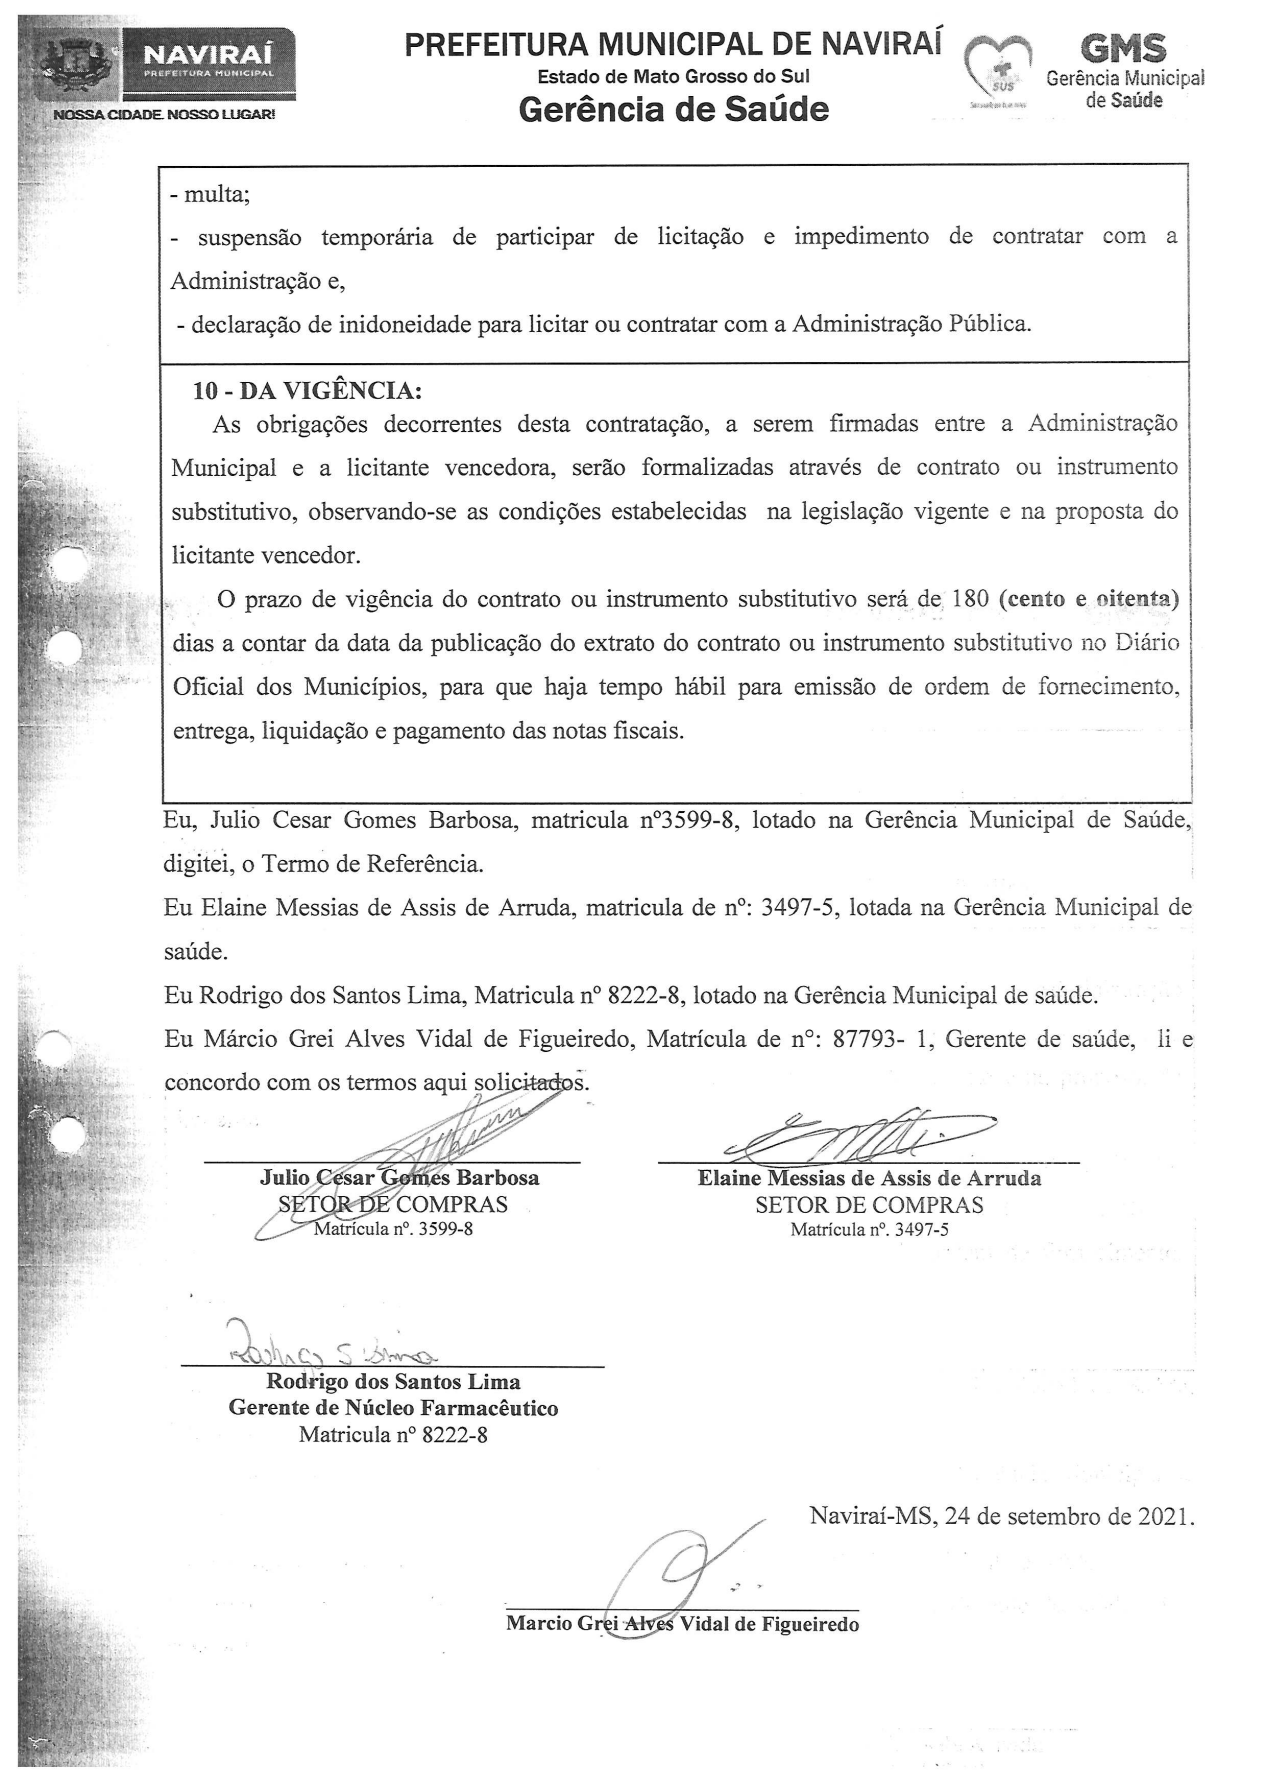 NAVIRAÍ
PREFEITURA MUNICIPAL
NOSSA CIDADE. NOSSO LUGAR!
PREFEITURA MUNICIPAL DE NAVIRAÍ
Estado de Mato Grosso do Sul
Gerência de Saúde
SUS
GMS
Gerência Municipal
de Saúde
- multa;
- suspensão temporária de participar de licitação e impedimento de contratar com a
Administração e,
- declaração de inidoneidade para licitar ou contratar com a Administração Pública.
10 - DA VIGÊNCIA:
As obrigações decorrentes desta contratação, a serem firmadas entre a Administração
Municipal e a licitante vencedora, serão formalizadas através de contrato ou instrumento
substitutivo, observando-se as condições estabelecidas na legislação vigente e na proposta do
licitante vencedor.
O prazo de vigência do contrato ou instrumento substitutivo será de 180 (cento e oitenta)
dias a contar da data da publicação do extrato do contrato ou instrumento substitutivo no Diário
Oficial dos Municípios, para que haja tempo hábil para emissão de ordem de fornecimento,
entrega, liquidação e pagamento das notas fiscais.
Eu, Julio Cesar Gomes Barbosa, matricula nº3599-8, lotado na Gerência Municipal de Saúde,
digitei, o Termo de Referência.
Eu Elaine Messias de Assis de Arruda, matricula de nº: 3497-5, lotada na Gerência Municipal de
saúde.
Eu Rodrigo dos Santos Lima, Matricula nº 8222-8, lotado na Gerência Municipal de saúde.
Eu Márcio Grei Alves Vidal de Figueiredo, Matrícula de n°: 87793- 1, Gerente de saúde, li e
concordo com os termos aqui solicitados.
Julio Cesar Gomes Barbosa
SETOR DE COMPRAS
Matrícula nº. 3599-8
Elaine Messias de Assis de Arruda
SETOR DE COMPRAS
Matrícula nº. 3497-5
Rodrigo S Lima
Rodrigo dos Santos Lima
Gerente de Núcleo Farmacêutico
Matricula nº 8222-8
Naviraí-MS, 24 de setembro de 2021.
Marcio Grei Alves Vidal de Figueiredo